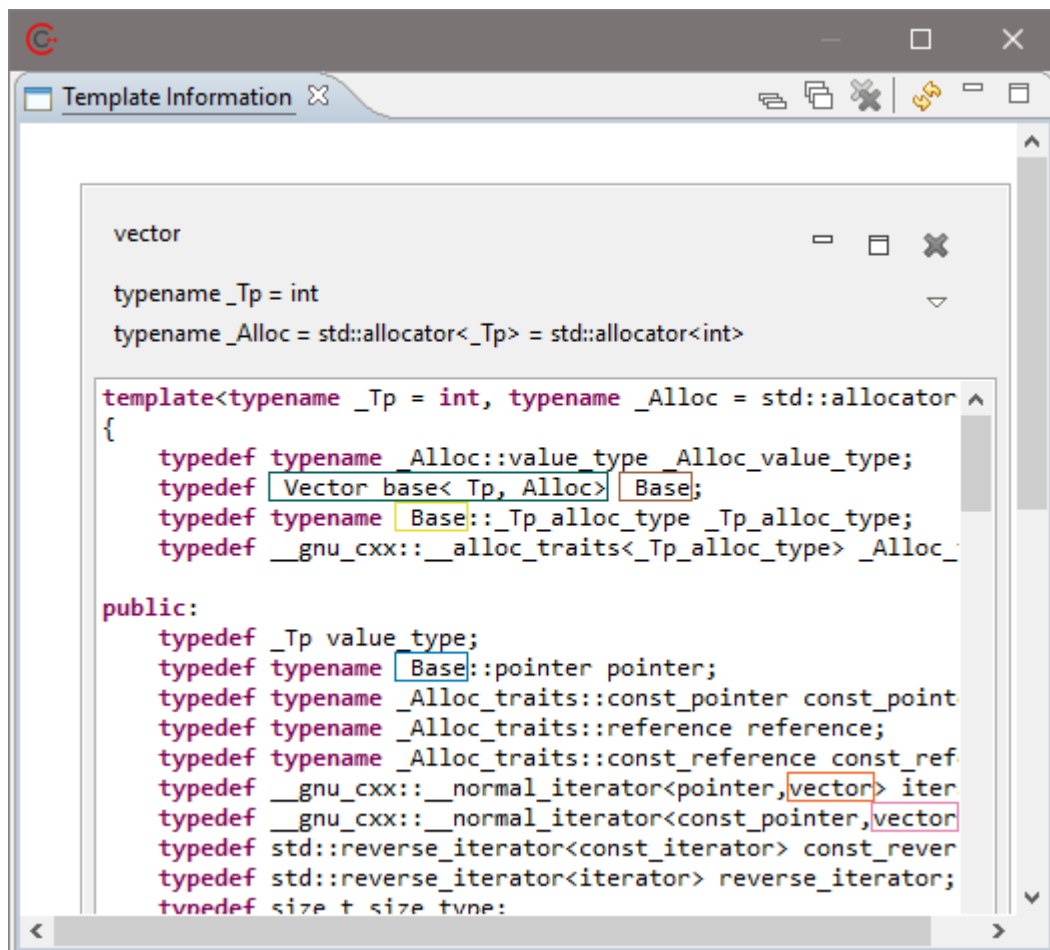 Template Information
vector
typename _Tp = int
typename _Alloc = std::allocator<_Tp> = std::allocator<int>
template<typename _Tp = int, typename _Alloc = std::allocator
{
typedef typename _Alloc::value_type _Alloc_value_type;
typedef _Vector_base<_Tp,_Alloc> _Base;
typedef typename _Base::_Tp_alloc_type _Tp_alloc_type;
typedef __gnu_cxx::__alloc_traits<_Tp_alloc_type> _Alloc_
public:
typedef _Tp value_type;
typedef typename _Base::pointer pointer;
typedef typename _Alloc_traits::const_pointer const_point
typedef typename _Alloc_traits::reference reference;
typedef typename _Alloc_traits::const_reference const_ref
typedef __gnu_cxx::__normal_iterator<pointer,vector> iter
typedef __gnu_cxx::__normal_iterator<const_pointer,vector
typedef std::reverse_iterator<const_iterator> const_rever
typedef std::reverse_iterator<iterator> reverse_iterator;
typedef size_t size_type;